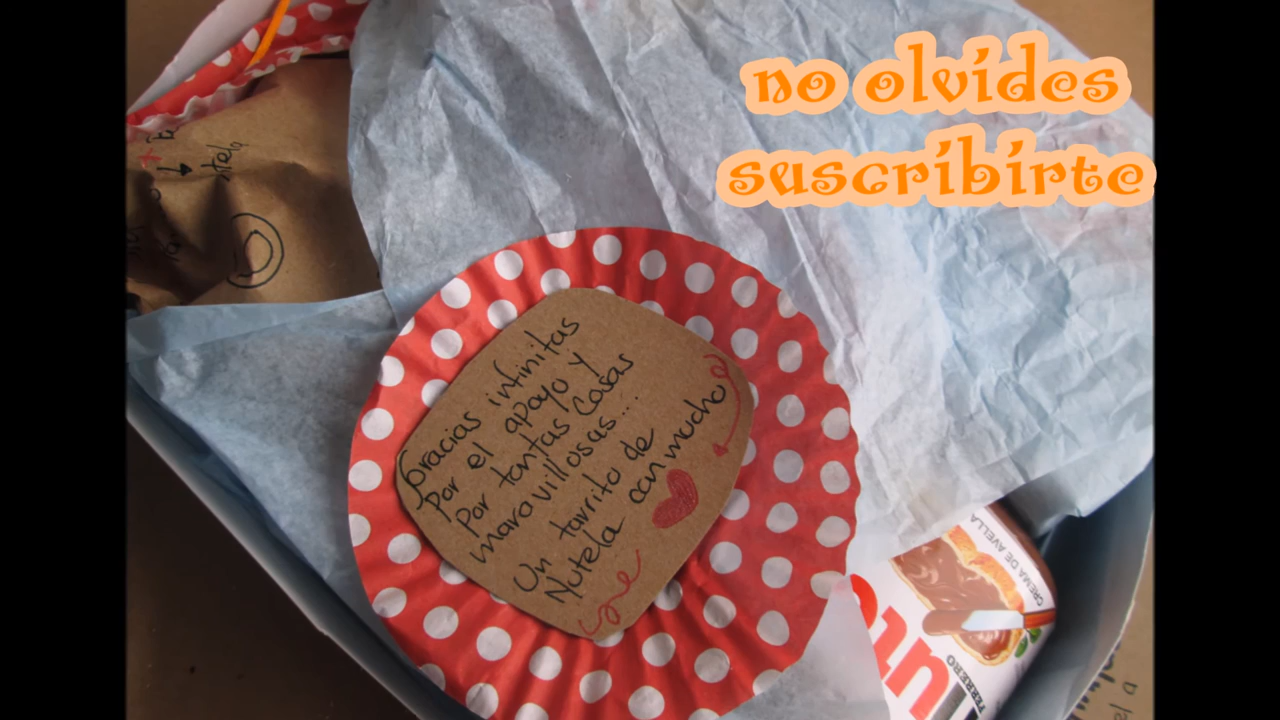 no olvides
suscribirte
Gracias infinitas
Por el apoyo y
Por tantas cosas
maravillosas....
Un tarrito de
Nutela con mucho
CREMA DE AVELLA
FERRERO